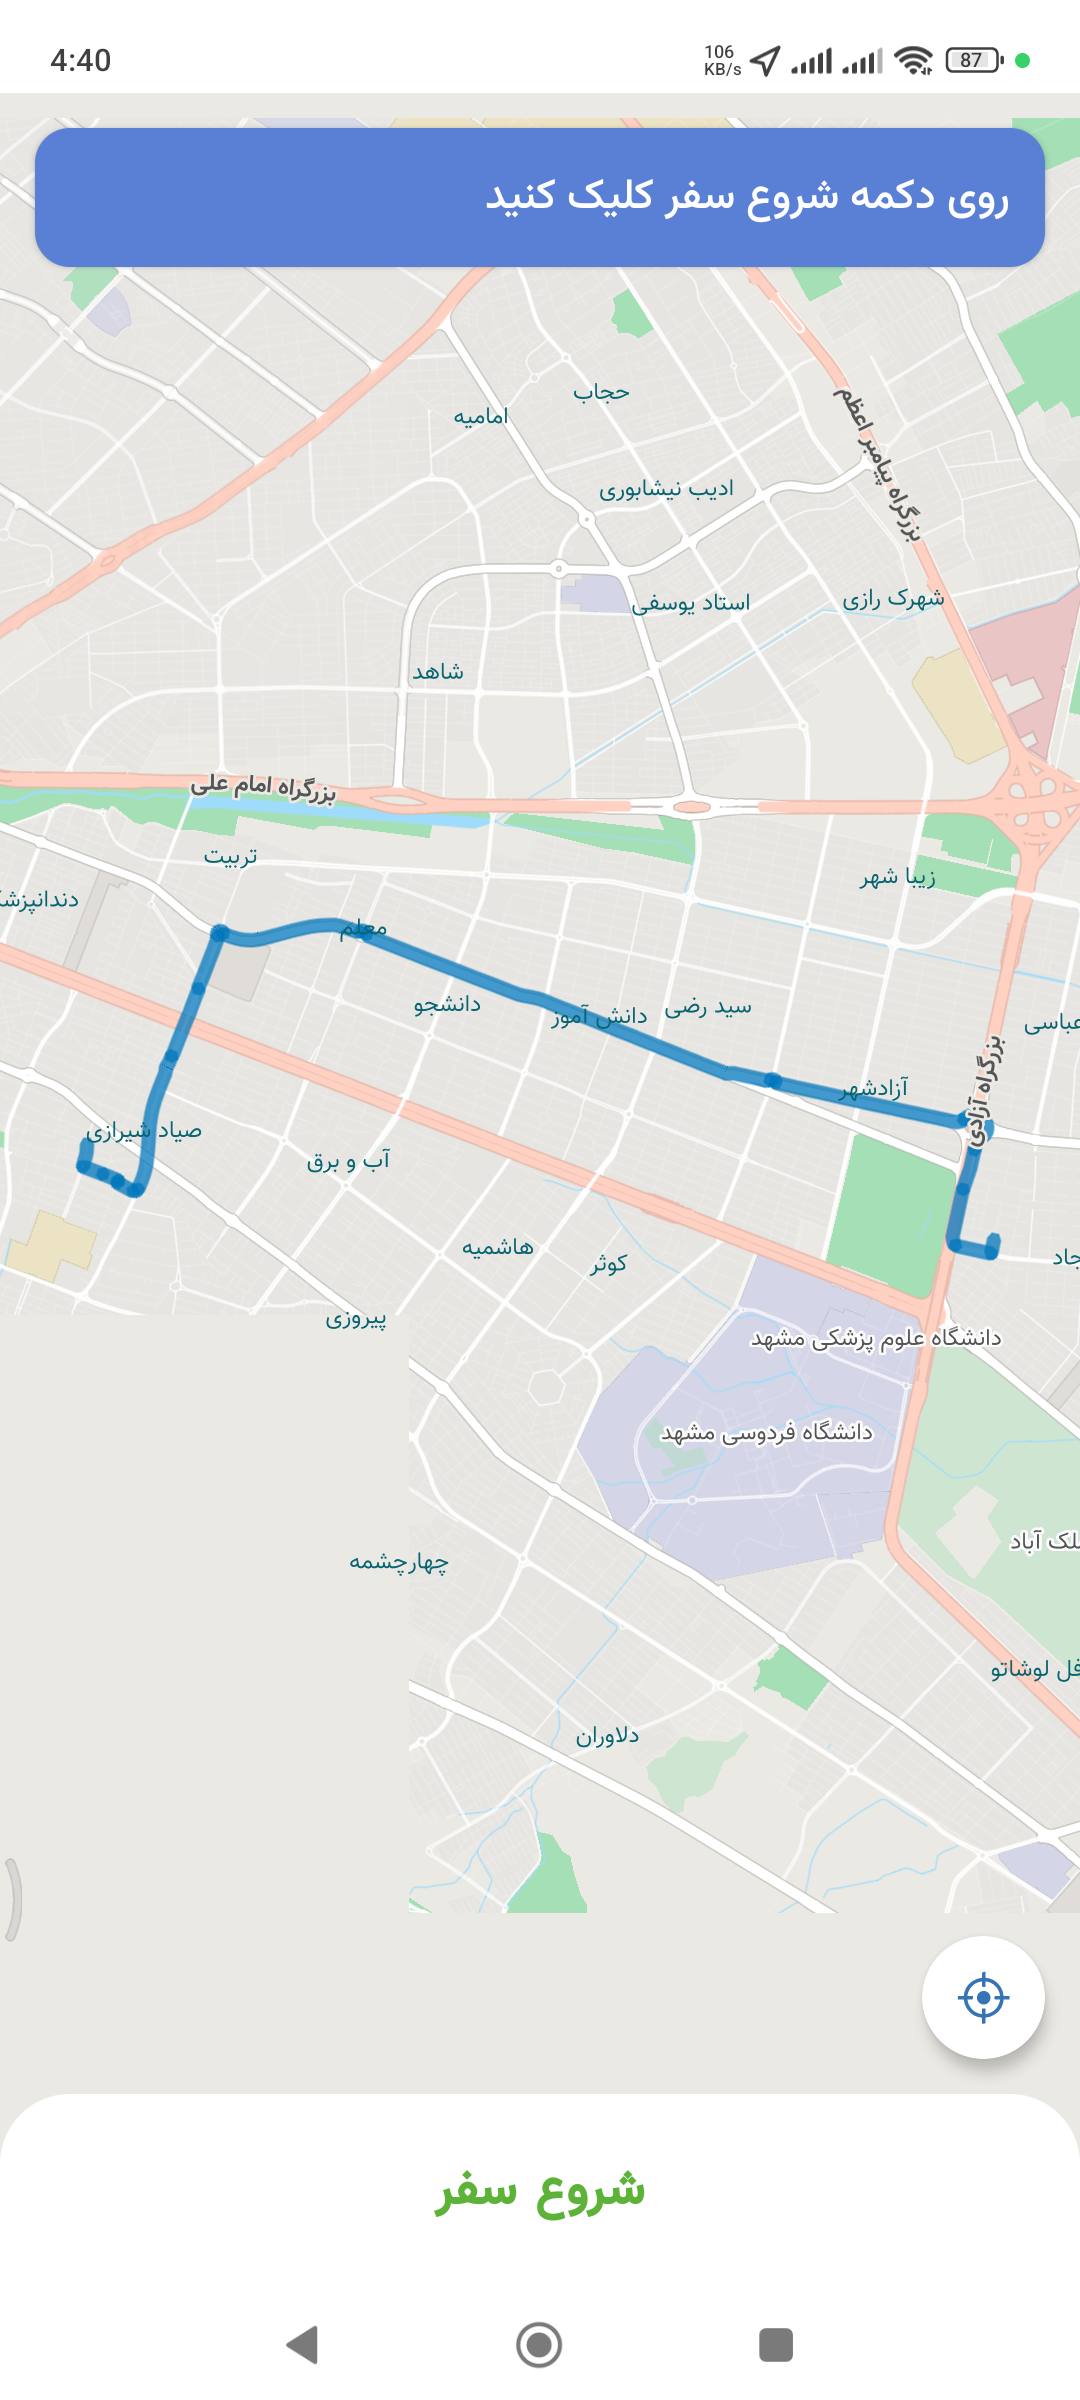 4:40
106
KB/s
87
روی دکمه شروع سفر کلیک کنید
حجاب
امامیه
بزرگراه پیامبر اعظم
ادیب نیشابوری
شهرک رازی
استاد یوسفی
شاهد
بزرگراه امام علی
تربیت
زیبا شهر
دندانپزشک
معلم
دانشجو
سید رضی
دانش آموز
عباسی
بزرگراه آزادی
آزادشهر
صیاد شیرازی
آب و برق
هاشمیه
کوثر
جاد
پیروزی
دانشگاه علوم پزشکی مشهد
دانشگاه فردوسی مشهد
لک آباد
چهارچشمه
فل لوشاتو
دلاوران
شروع سفر